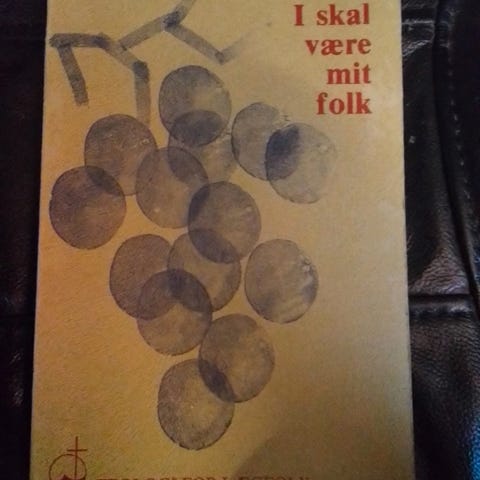 I skal
være
mit
folk